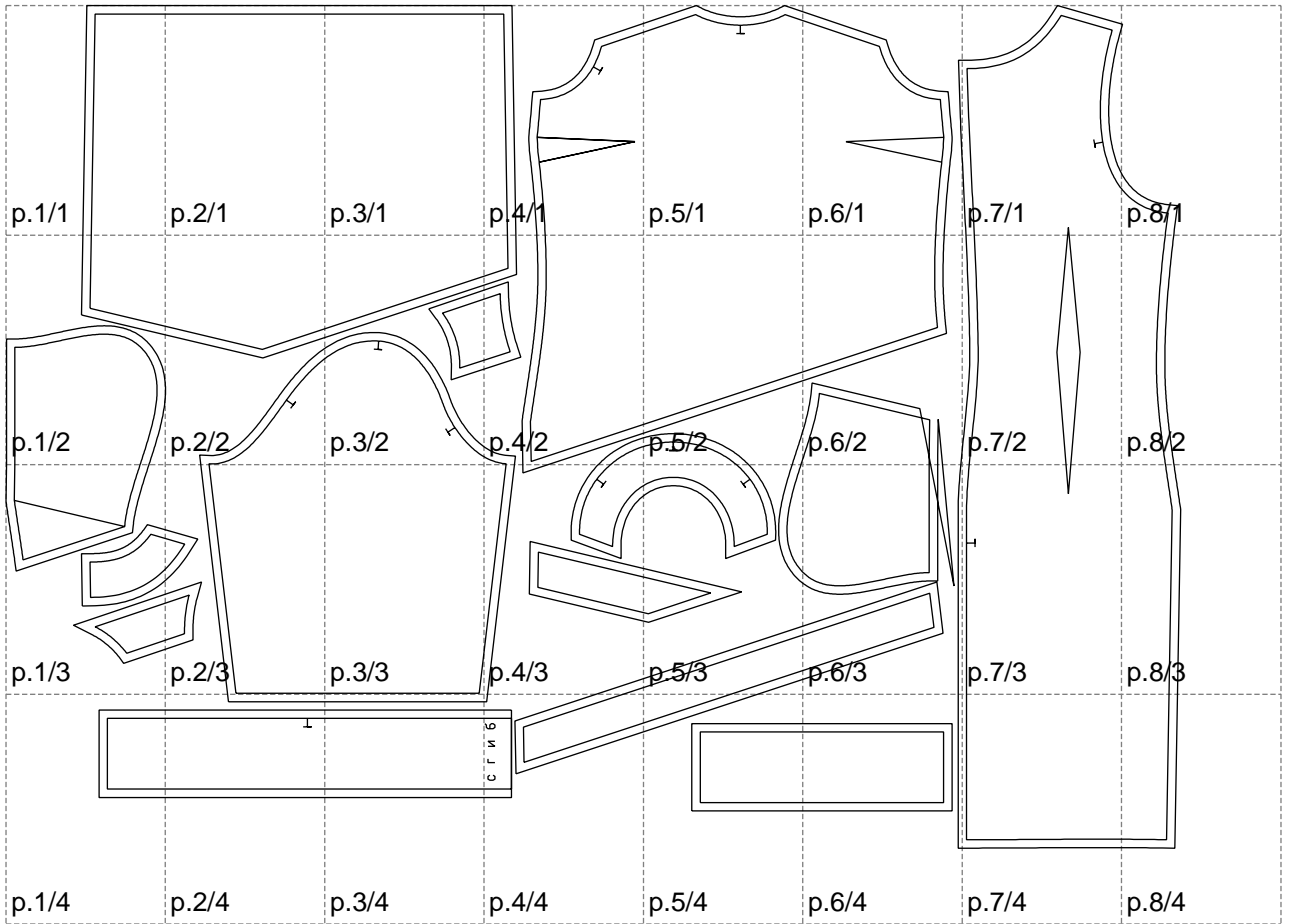 p.1/1 p.2/1 p.3/1 p.4/1 p.5/1 p.6/1 p.7/1 p.8/1
p.1/2 p.2/2 p.3/2 p.4/2 p.5/2 p.6/2 p.7/2 p.8/2
p.1/3 p.2/3 p.3/3 p.4/3 p.5/3 p.6/3 p.7/3 p.8/3
сгиб
p.1/4 p.2/4 p.3/4 p.4/4 p.5/4 p.6/4 p.7/4 p.8/4